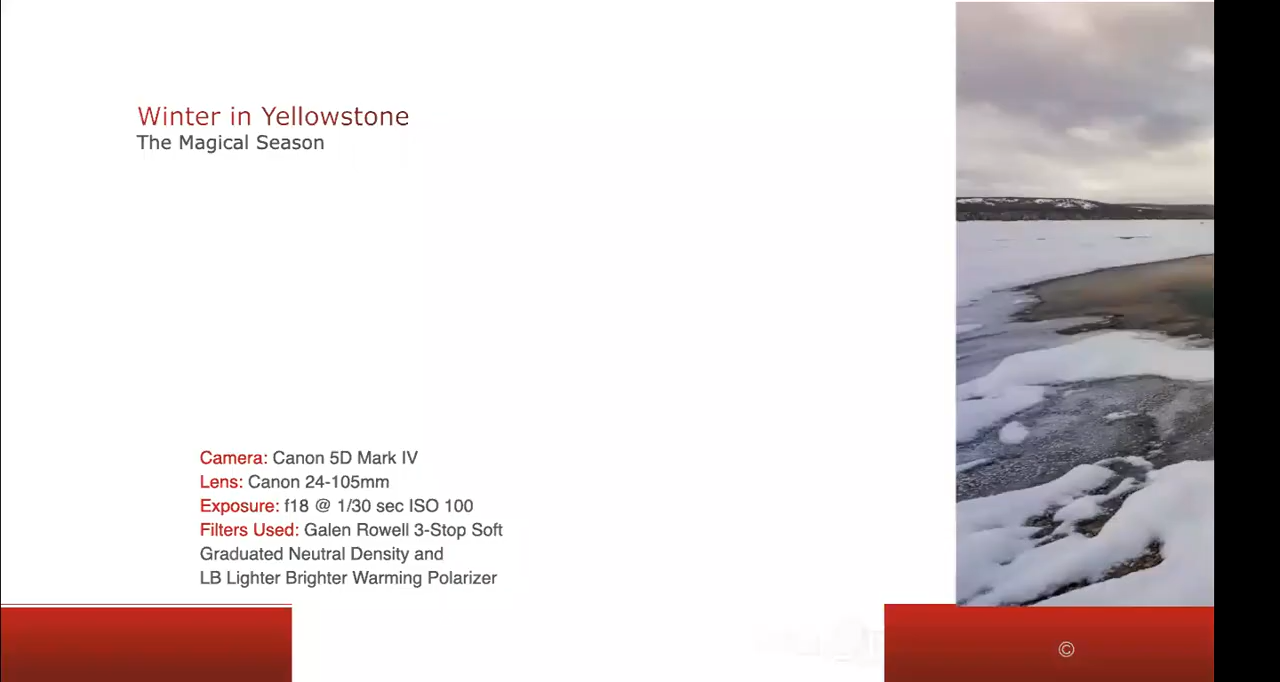 Winter in Yellowstone
The Magical Season
Camera: Canon 5D Mark IV
Lens: Canon 24-105mm
Exposure: f18 @ 1/30 sec ISO 100
Filters Used: Galen Rowell 3-Stop Soft
Graduated Neutral Density and
LB Lighter Brighter Warming Polarizer
©